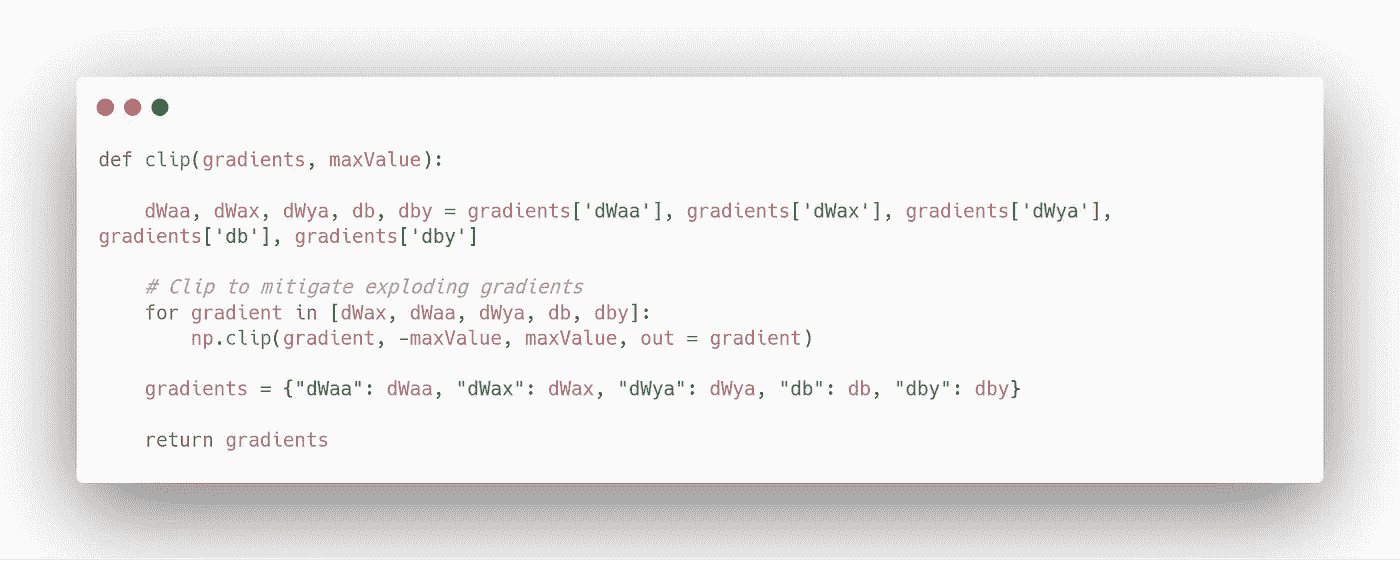 def clip(gradients, maxValue):
    dWaa, dWax, dWya, db, dby = gradients['dWaa'], gradients['dWax'], gradients['dWya'],
gradients['db'], gradients['dby']
    # Clip to mitigate exploding gradients
    for gradient in [dWax, dWaa, dWya, db, dby]:
        np.clip(gradient, -maxValue, maxValue, out = gradient)
    gradients = {"dWaa": dWaa, "dWax": dWax, "dWya": dWya, "db": db, "dby": dby}
    return gradients